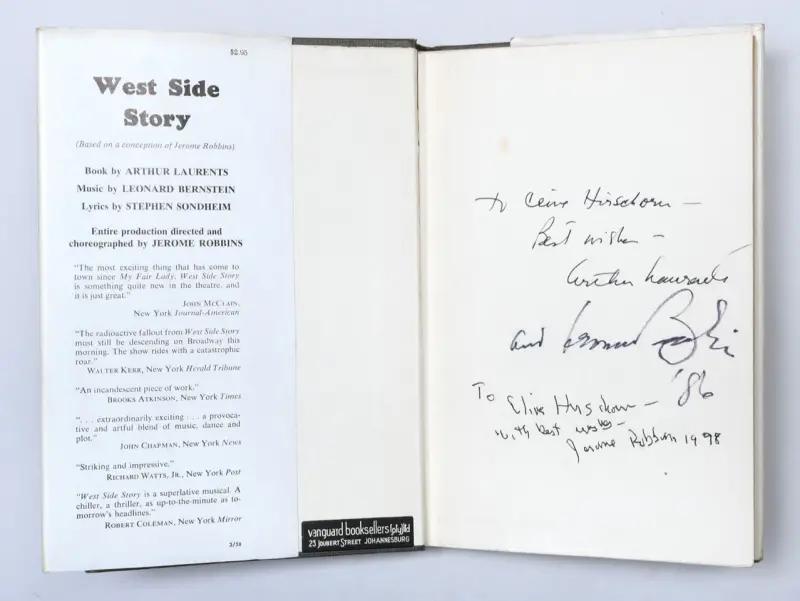 $2.95
West Side
Story
(Based on a conception of Jerome Robbins)
Book by ARTHUR LAURENTS
Music by LEONARD BERNSTEIN
Lyrics by STEPHEN SONDHEIM
Entire production directed and
choreographed by JEROME ROBBINS
"The most exciting thing that has come to
town since My Fair Lady. West Side Story
is something quite new in the theatre, and
it is just great."
JOHN MCCLAIN,
New York Journal-American
"The radioactive fallout from West Side Story
must still be descending on Broadway this
morning. The show rides with a catastrophic
roar."
WALTER KERR, New York Herald Tribune
"An incandescent piece of work."
BROOKS ATKINSON, New York Times
". . . extraordinarily exciting . . . a provoca-
tive and artful blend of music, dance and
plot."
JOHN CHAPMAN, New York News
"Striking and impressive."
RICHARD WATTS, JR., New York Post
"West Side Story is a superlative musical. A
chiller, a thriller, as up-to-the-minute as to-
morrow's headlines."
ROBERT COLEMAN, New York Mirror
3/58
vanguard booksellers (pty) ltd
23 JOUBERT STREET JOHANNESBURG
To Clive Hirschorn —
Best wishes —
Arthur Laurents
and Leonard Bernstein
'86
To Clive Hirschorn —
with best wishes —
Jerome Robbins 1998